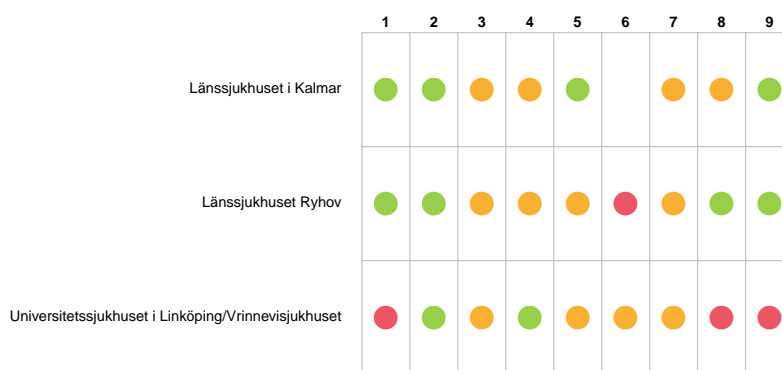 1 2 3 4 5 6 7 8 9
Länssjukhuset i Kalmar
Länssjukhuset Ryhov
Universitetssjukhuset i Linköping/Vrinnevisjukhuset